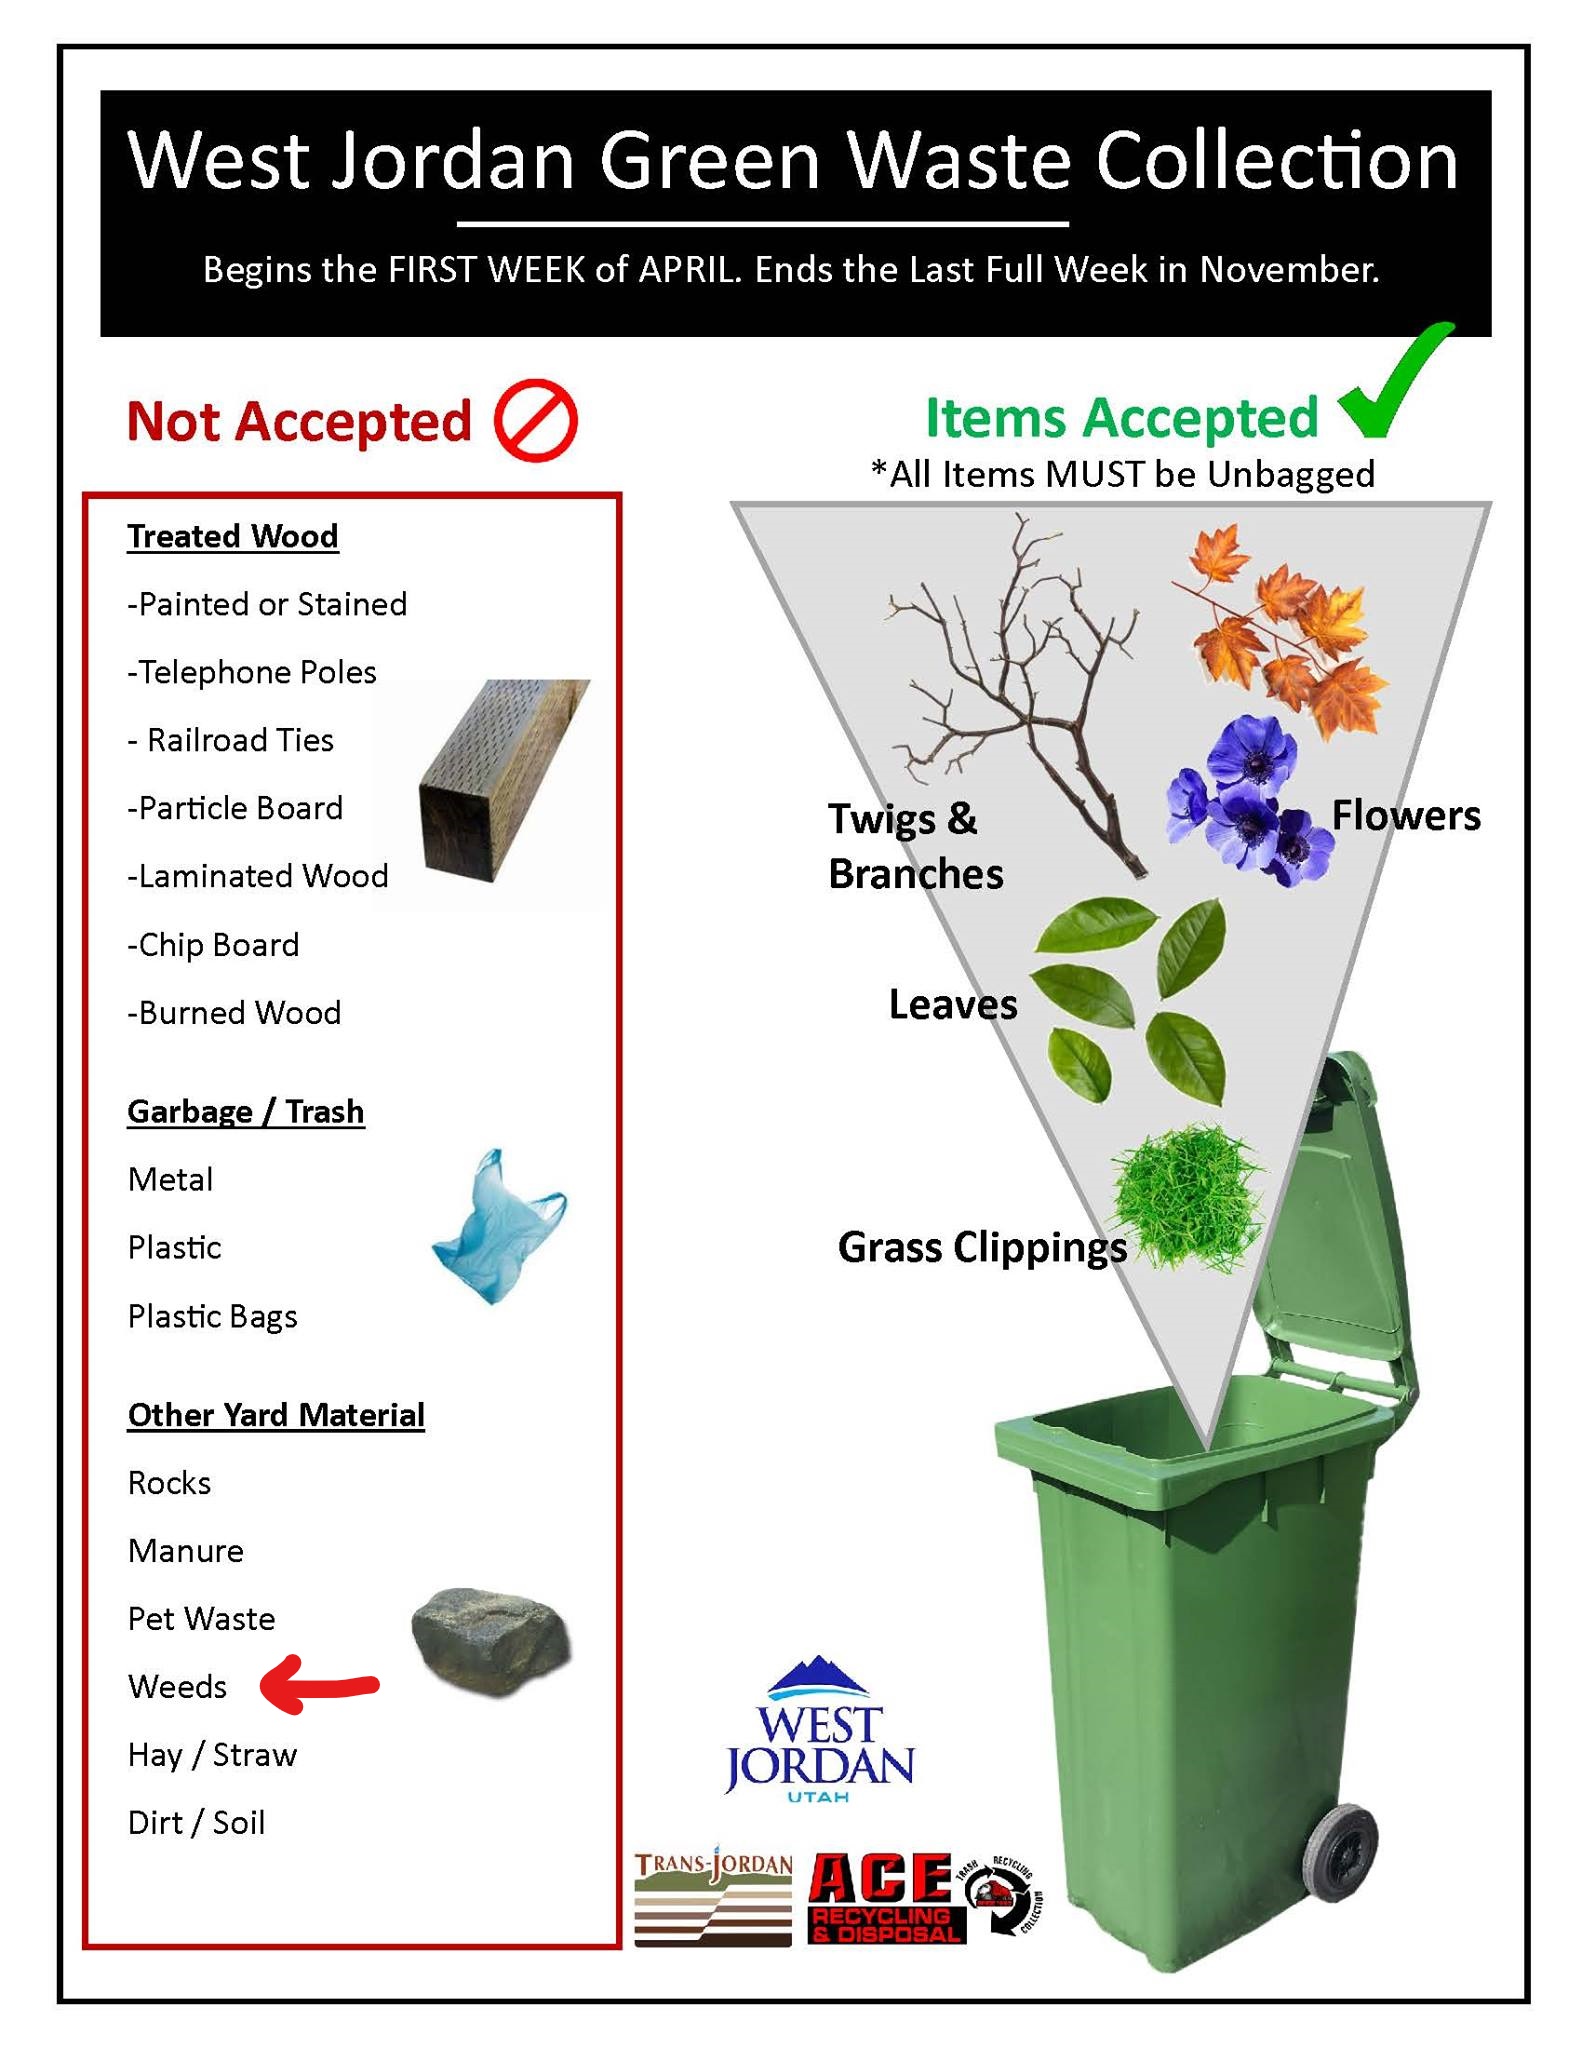 West Jordan Green Waste Collection
Begins the FIRST WEEK of APRIL. Ends the Last Full Week in November.
Not Accepted
Treated Wood
-Painted or Stained
-Telephone Poles
- Railroad Ties
-Particle Board
-Laminated Wood
-Chip Board
-Burned Wood
Garbage / Trash
Metal
Plastic
Plastic Bags
Other Yard Material
Rocks
Manure
Pet Waste
Weeds
Hay / Straw
Dirt / Soil
Items Accepted
*All Items MUST be Unbagged
Twigs &
Branches
Flowers
Leaves
Grass Clippings
WEST
JORDAN
UTAH
TRANS-JORDAN
ACE
RECYCLING
& DISPOSAL
TRASH
RECYCLING
COLLECTION